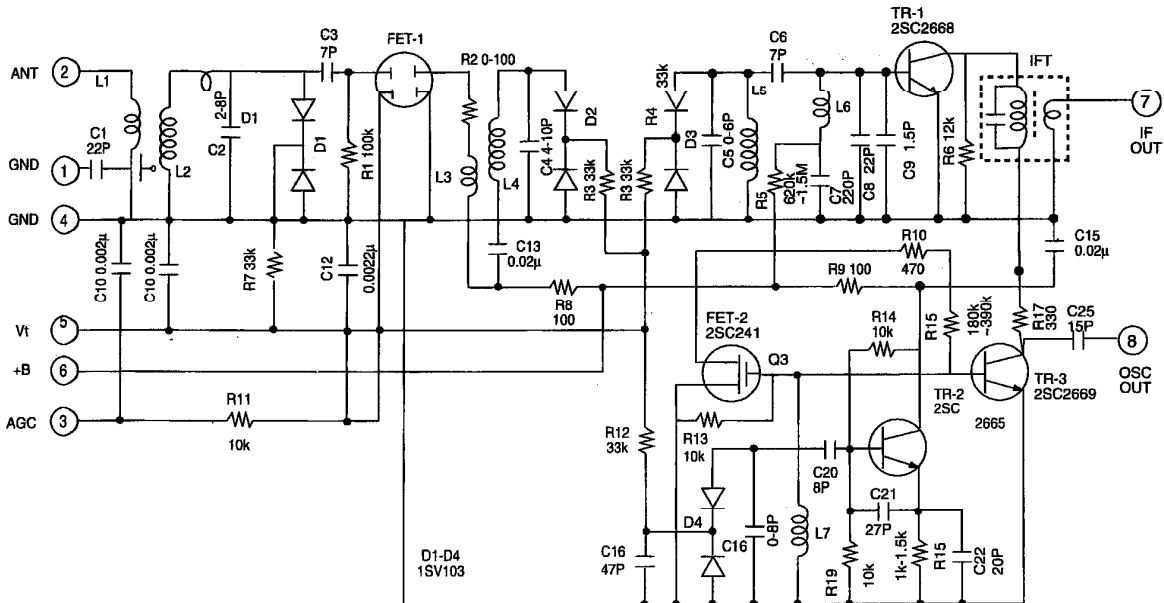 TR-1
2SC2668
C3
7P
FET-1
C6
7P
R2 0-100
IFT
ANT
2
L1
2-8P
D1
D2
33k
R4
L5
L6
7
IF
OUT
C1
22P
D1
C2
R1 100k
L3
L4
C4 4-10P
R3 33k
R3 33k
D3
C5 0-6P
R5
620k
~1.5M
C7
220P
C8 22P
C9 1.5P
R6 12k
GND
1
L2
GND
4
C10 0.002μ
C10 0.002μ
R7 33k
C12
0.0022μ
C13
0.02μ
R10
470
C15
0.02μ
R8
100
R9 100
Vt
5
FET-2
2SC241
R14
10k
R15
180k
~390k
R17
330
C25
15P
8
OSC
OUT
+B
6
Q3
TR-2
2SC
2665
TR-3
2SC2669
AGC
3
R11
10k
R12
33k
R13
10k
C20
8P
D4
C16
0-8P
L7
C21
27P
C16
47P
R19
10k
1k-1.5k
R15
C22
20P
D1-D4
1SV103